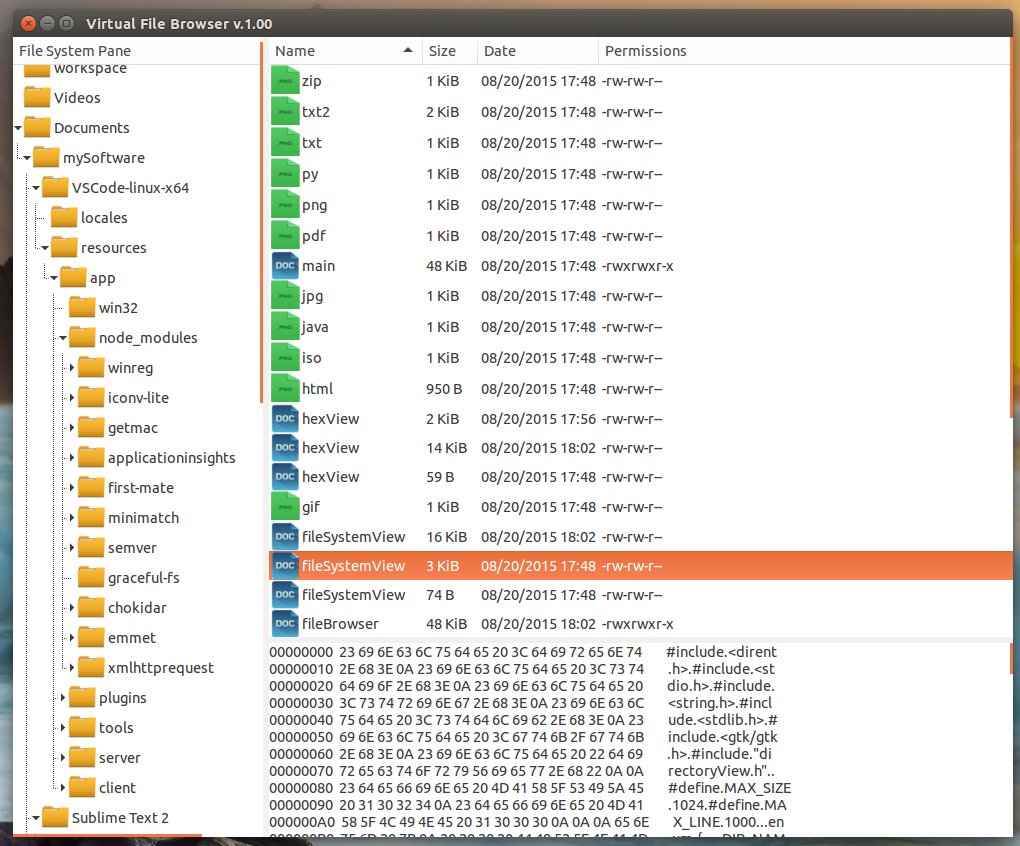 Virtual File Browser v.1.00
File System Pane
workspace
Videos
Documents
mySoftware
VSCode-linux-x64
locales
resources
app
win32
node_modules
winreg
iconv-lite
getmac
applicationinsights
first-mate
minimatch
semver
graceful-fs
chokidar
emmet
xmlhttprequest
plugins
tools
server
client
Sublime Text 2
Name Size Date Permissions
PNG zip 1 KiB 08/20/2015 17:48 -rw-rw-r--
PNG txt2 2 KiB 08/20/2015 17:48 -rw-rw-r--
PNG txt 1 KiB 08/20/2015 17:48 -rw-rw-r--
PNG py 1 KiB 08/20/2015 17:48 -rw-rw-r--
PNG png 1 KiB 08/20/2015 17:48 -rw-rw-r--
PNG pdf 1 KiB 08/20/2015 17:48 -rw-rw-r--
DOC main 48 KiB 08/20/2015 17:48 -rwxrwxr-x
PNG jpg 1 KiB 08/20/2015 17:48 -rw-rw-r--
PNG java 1 KiB 08/20/2015 17:48 -rw-rw-r--
PNG iso 1 KiB 08/20/2015 17:48 -rw-rw-r--
PNG html 950 B 08/20/2015 17:48 -rw-rw-r--
DOC hexView 2 KiB 08/20/2015 17:56 -rw-rw-r--
DOC hexView 14 KiB 08/20/2015 18:02 -rw-rw-r--
DOC hexView 59 B 08/20/2015 17:48 -rw-rw-r--
PNG gif 1 KiB 08/20/2015 17:48 -rw-rw-r--
DOC fileSystemView 16 KiB 08/20/2015 18:02 -rw-rw-r--
DOC fileSystemView 3 KiB 08/20/2015 17:48 -rw-rw-r--
DOC fileSystemView 74 B 08/20/2015 17:48 -rw-rw-r--
DOC fileBrowser 48 KiB 08/20/2015 18:02 -rwxrwxr-x
00000000 23 69 6E 63 6C 75 64 65 20 3C 64 69 72 65 6E 74 #include.<dirent
00000010 2E 68 3E 0A 23 69 6E 63 6C 75 64 65 20 3C 73 74 .h>.#include.<st
00000020 64 69 6F 2E 68 3E 0A 23 69 6E 63 6C 75 64 65 20 dio.h>.#include.
00000030 3C 73 74 72 69 6E 67 2E 68 3E 0A 23 69 6E 63 6C <string.h>.#incl
00000040 75 64 65 20 3C 73 74 64 6C 69 62 2E 68 3E 0A 23 ude.<stdlib.h>.#
00000050 69 6E 63 6C 75 64 65 20 3C 67 74 6B 2F 67 74 6B include.<gtk/gtk
00000060 2E 68 3E 0A 23 69 6E 63 6C 75 64 65 20 22 64 69 .h>.#include."di
00000070 72 65 63 74 6F 72 79 56 69 65 77 2E 68 22 0A 0A rectoryView.h"..
00000080 23 64 65 66 69 6E 65 20 4D 41 58 5F 53 49 5A 45 #define.MAX_SIZE
00000090 20 31 30 32 34 0A 23 64 65 66 69 6E 65 20 4D 41 .1024.#define.MA
000000A0 58 5F 4C 49 4E 45 20 31 30 30 30 0A 0A 0A 65 6E X_LINE.1000...en